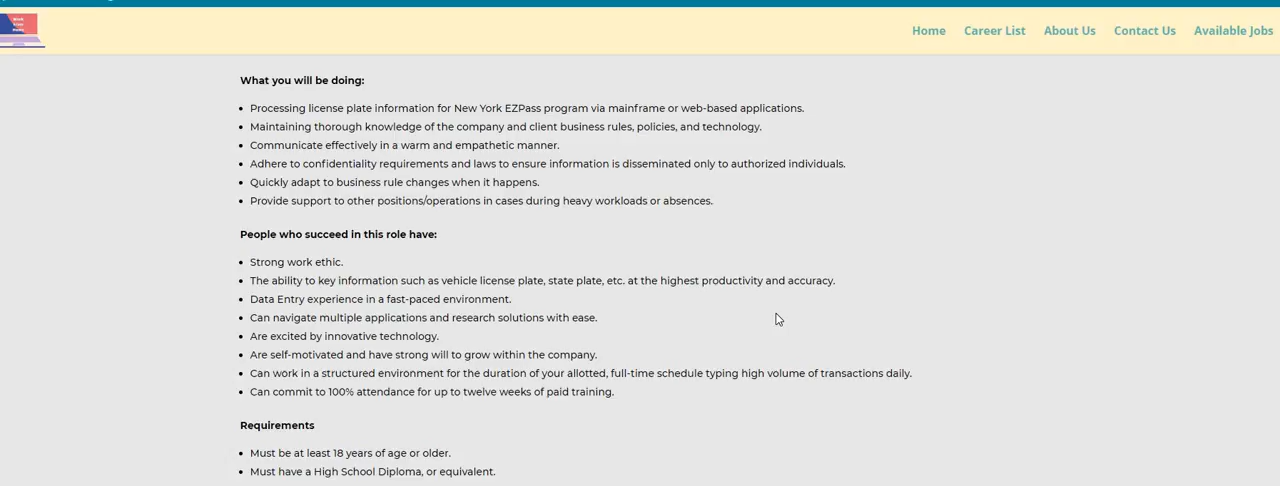 Work
From
Home
Home
Career List
About Us
Contact Us
Available Jobs
What you will be doing:
• Processing license plate information for New York EZPass program via mainframe or web-based applications.
• Maintaining thorough knowledge of the company and client business rules, policies, and technology.
• Communicate effectively in a warm and empathetic manner.
• Adhere to confidentiality requirements and laws to ensure information is disseminated only to authorized individuals.
• Quickly adapt to business rule changes when it happens.
• Provide support to other positions/operations in cases during heavy workloads or absences.
People who succeed in this role have:
• Strong work ethic.
• The ability to key information such as vehicle license plate, state plate, etc. at the highest productivity and accuracy.
• Data Entry experience in a fast-paced environment.
• Can navigate multiple applications and research solutions with ease.
• Are excited by innovative technology.
• Are self-motivated and have strong will to grow within the company.
• Can work in a structured environment for the duration of your allotted, full-time schedule typing high volume of transactions daily.
• Can commit to 100% attendance for up to twelve weeks of paid training.
Requirements
• Must be at least 18 years of age or older.
• Must have a High School Diploma, or equivalent.